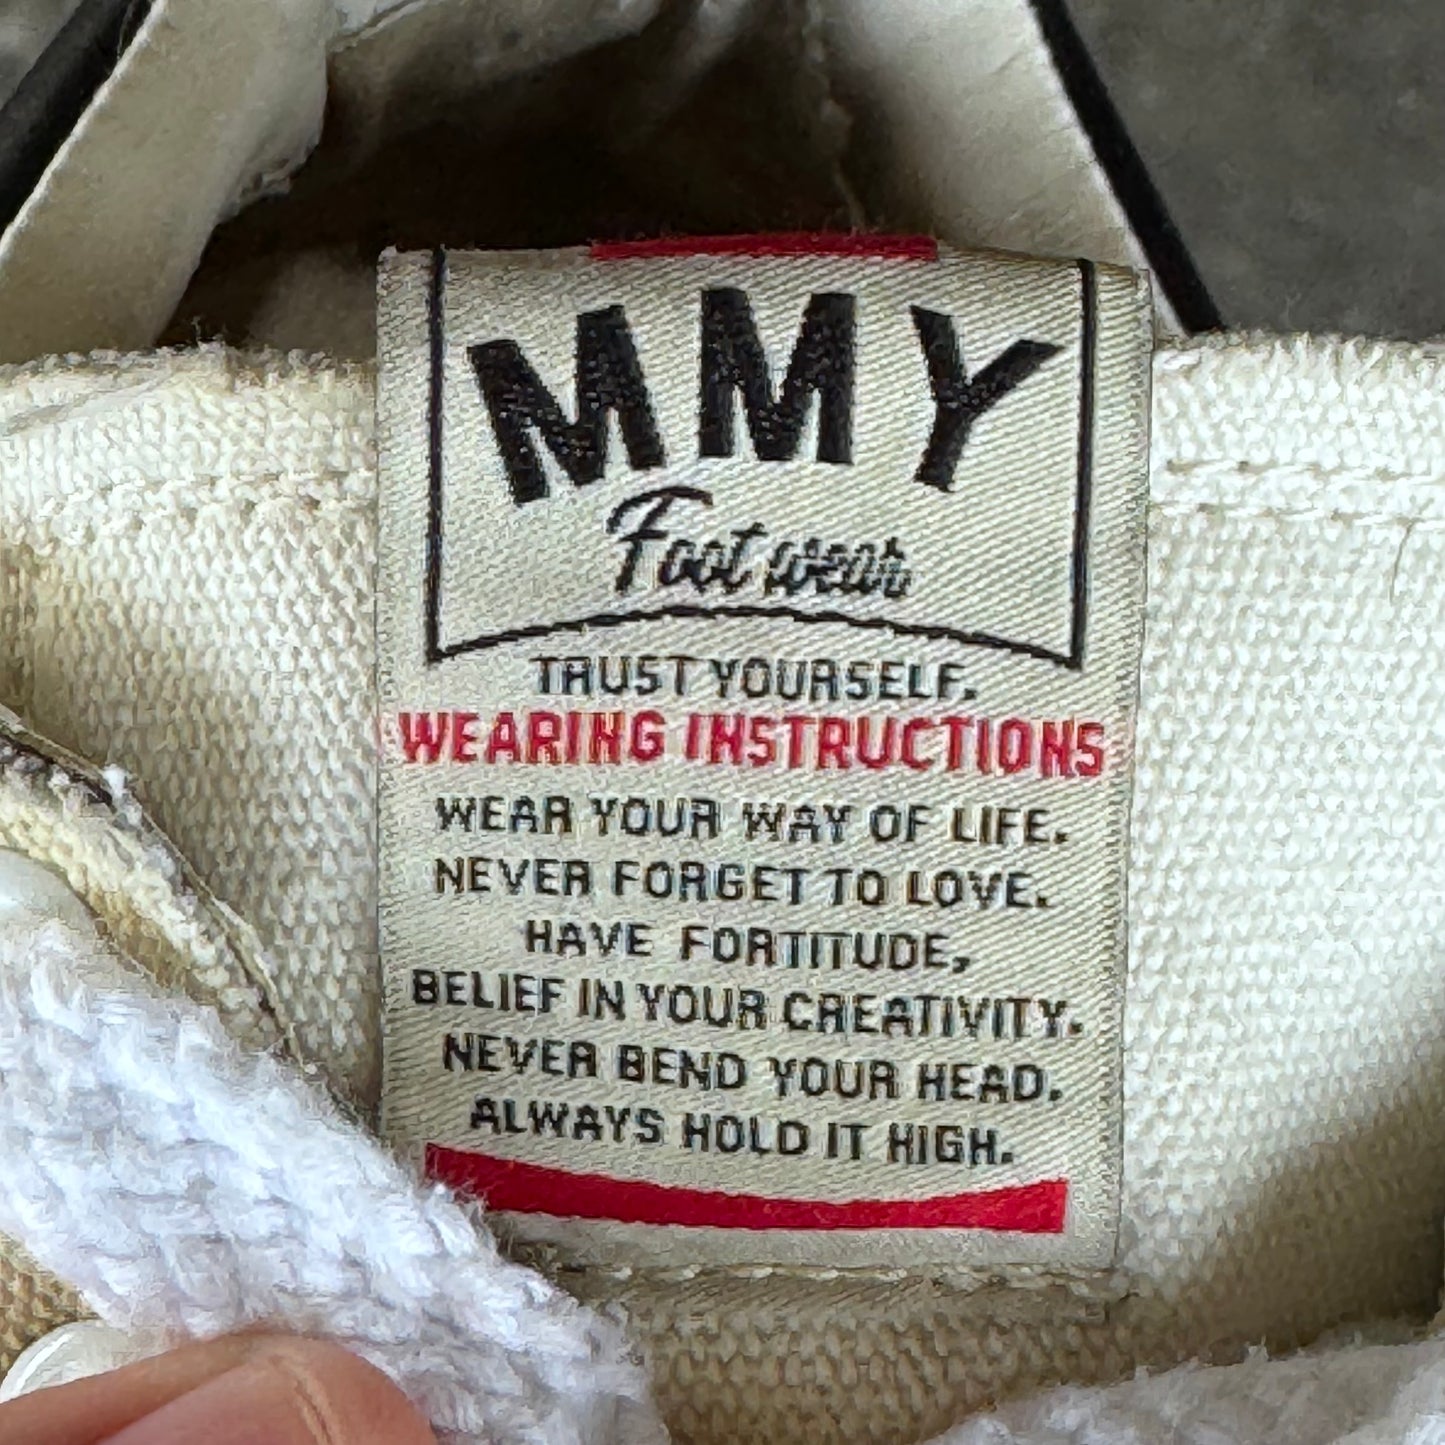 MMY
Footwear
TRUST YOURSELF.
WEARING INSTRUCTIONS
WEAR YOUR WAY OF LIFE.
NEVER FORGET TO LOVE.
HAVE FORTITUDE,
BELIEF IN YOUR CREATIVITY.
NEVER BEND YOUR HEAD.
ALWAYS HOLD IT HIGH.